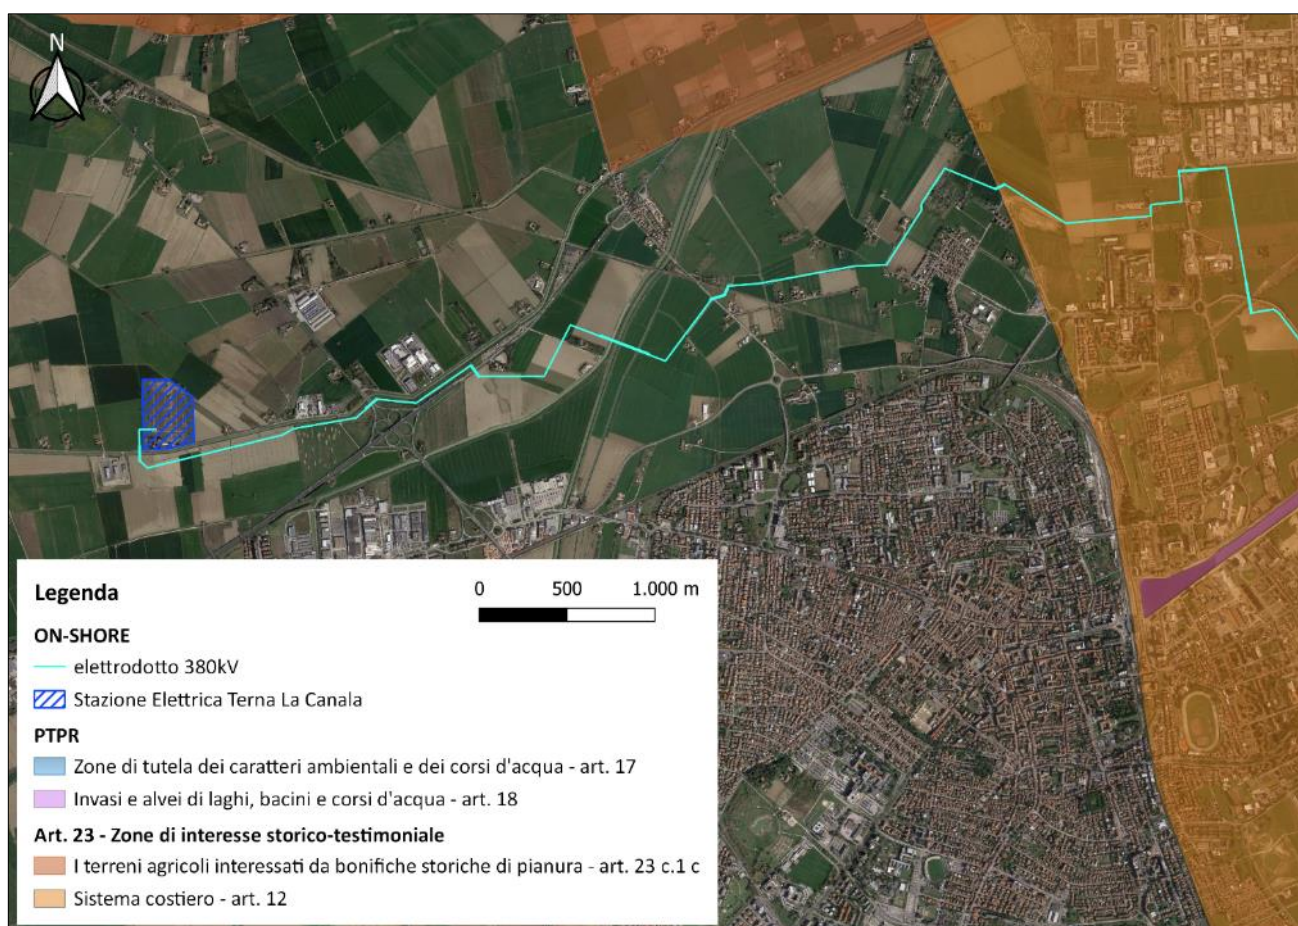 N
Legenda
0 500 1.000 m
ON-SHORE
elettrodotto 380kV
Stazione Elettrica Terna La Canala
PTPR
Zone di tutela dei caratteri ambientali e dei corsi d'acqua - art. 17
Invasi e alvei di laghi, bacini e corsi d'acqua - art. 18
Art. 23 - Zone di interesse storico-testimoniale
I terreni agricoli interessati da bonifiche storiche di pianura - art. 23 c.1 c
Sistema costiero - art. 12